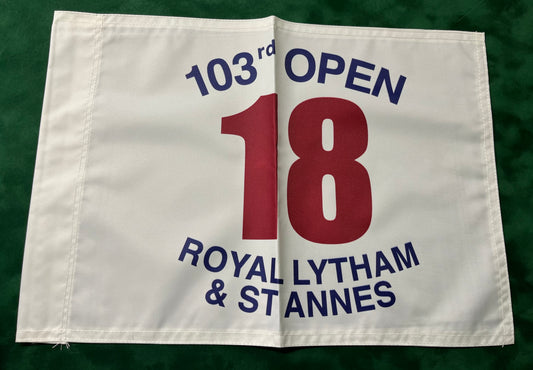 103rd OPEN
18
ROYAL LYTHAM
& ST ANNES